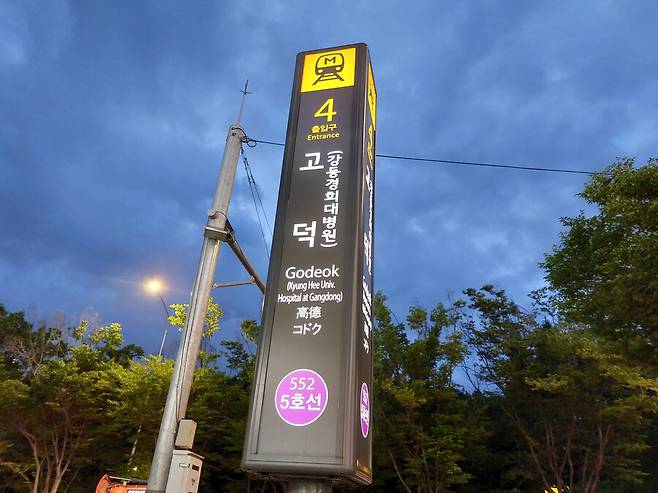 M
4
출입구
Entrance
고덕
(강동경희대병원)
Godeok
(Kyung Hee Univ.
Hospital at Gangdong)
高德
コドク
552
5호선